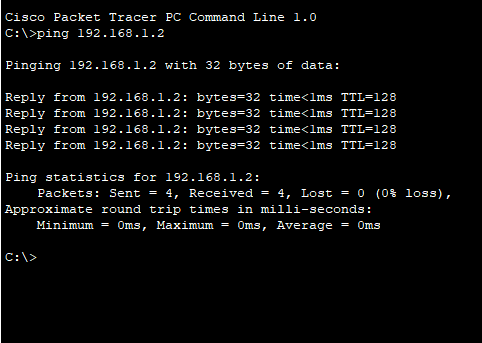 Cisco Packet Tracer PC Command Line 1.0
C:\>ping 192.168.1.2
Pinging 192.168.1.2 with 32 bytes of data:
Reply from 192.168.1.2: bytes=32 time<1ms TTL=128
Reply from 192.168.1.2: bytes=32 time<1ms TTL=128
Reply from 192.168.1.2: bytes=32 time<1ms TTL=128
Reply from 192.168.1.2: bytes=32 time<1ms TTL=128
Ping statistics for 192.168.1.2:
Packets: Sent = 4, Received = 4, Lost = 0 (0% loss),
Approximate round trip times in milli-seconds:
Minimum = 0ms, Maximum = 0ms, Average = 0ms
C:\>